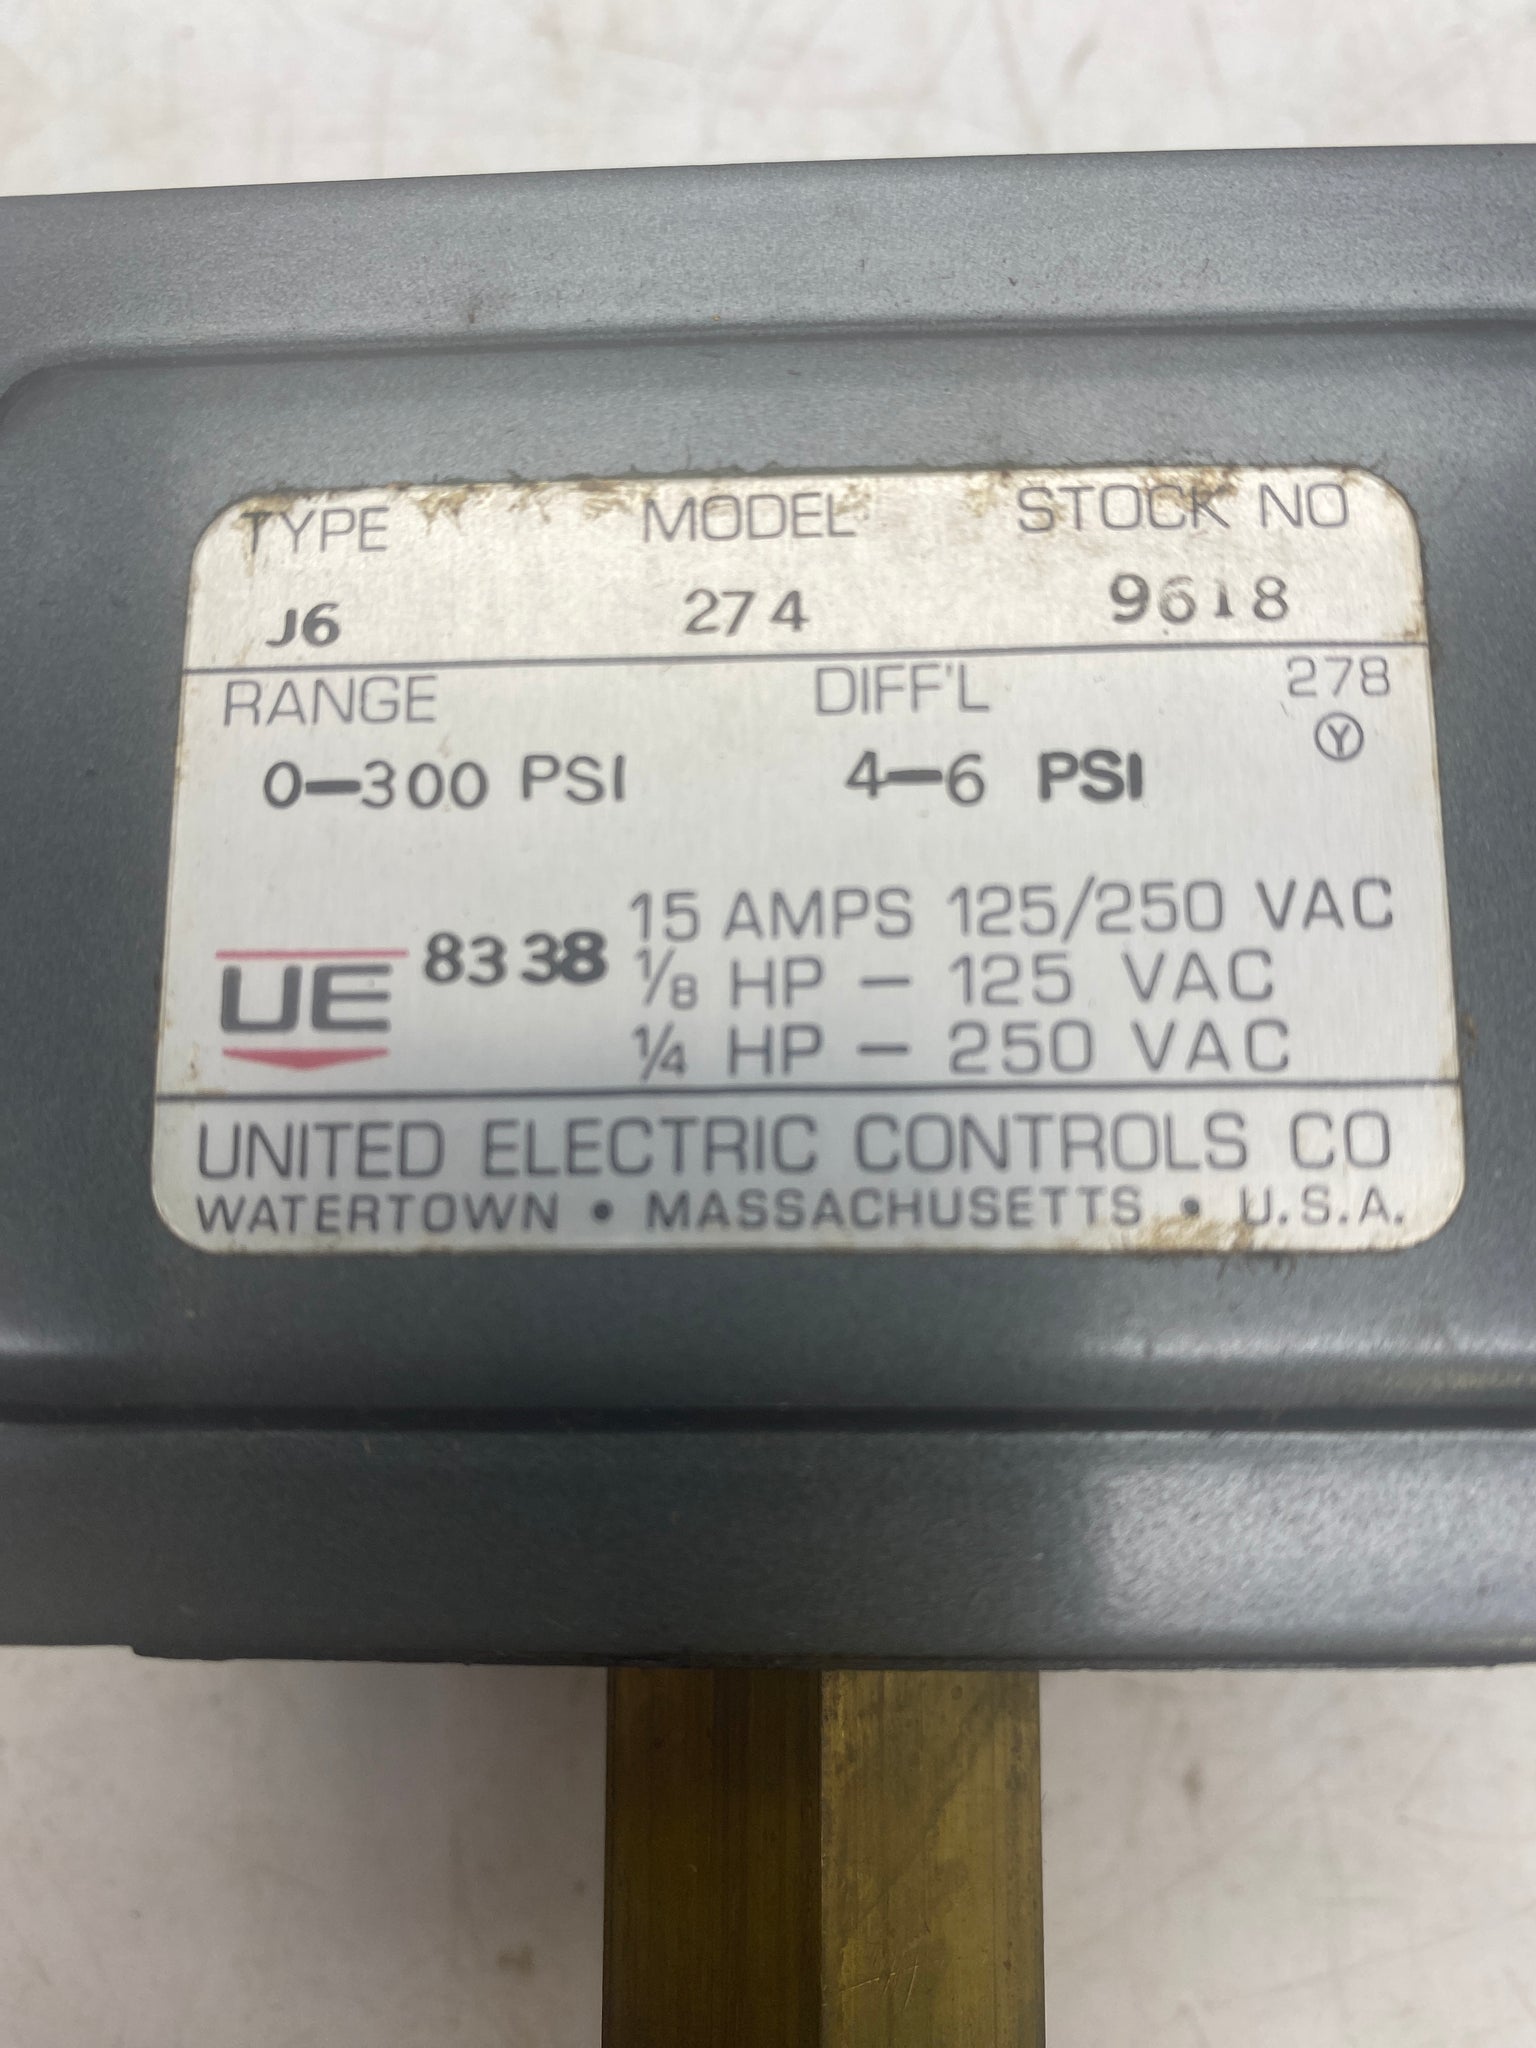 TYPE MODEL STOCK NO
J6 274 9618
RANGE DIFF'L 278
Y
0-300 PSI 4-6 PSI
15 AMPS 125/250 VAC
UE 8338 1/8 HP - 125 VAC
1/4 HP - 250 VAC
UNITED ELECTRIC CONTROLS CO
WATERTOWN • MASSACHUSETTS • U.S.A.